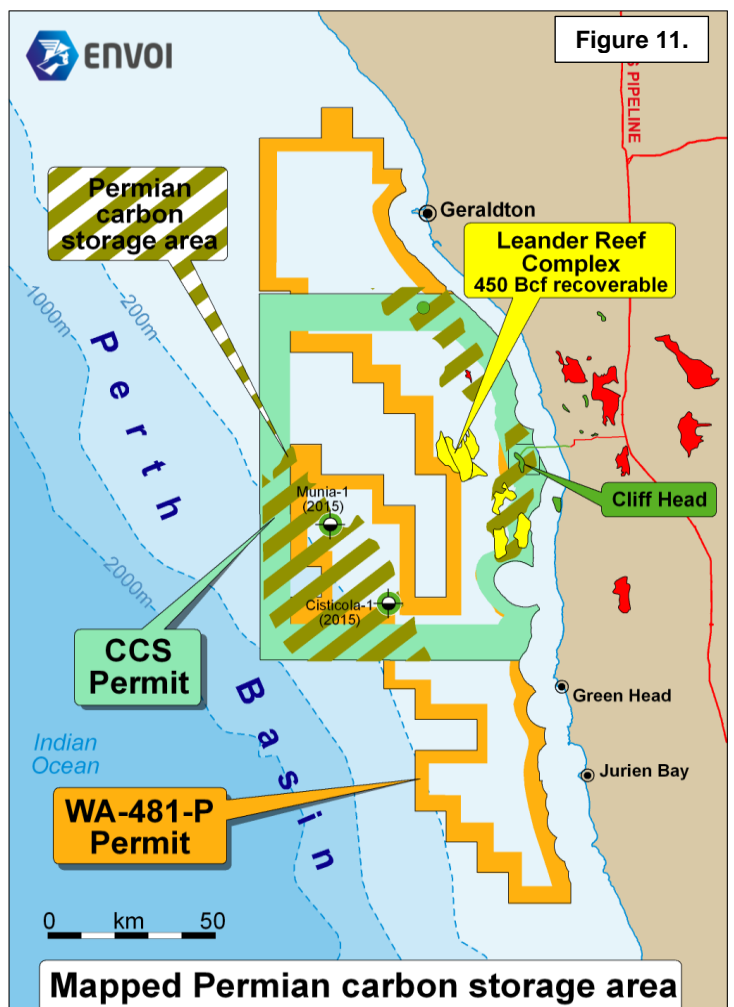 ENVOI
Figure 11.
S PIPELINE
Permian
carbon
storage area
Geraldton
Leander Reef
Complex
450 Bcf recoverable
1000m
200m
Perth
Munia-1
(2015)
Cliff Head
2000m
Cisticola-1
(2015)
CCS
Permit
Basin
Green Head
Indian
Ocean
Jurien Bay
WA-481-P
Permit
0 km 50
Mapped Permian carbon storage area